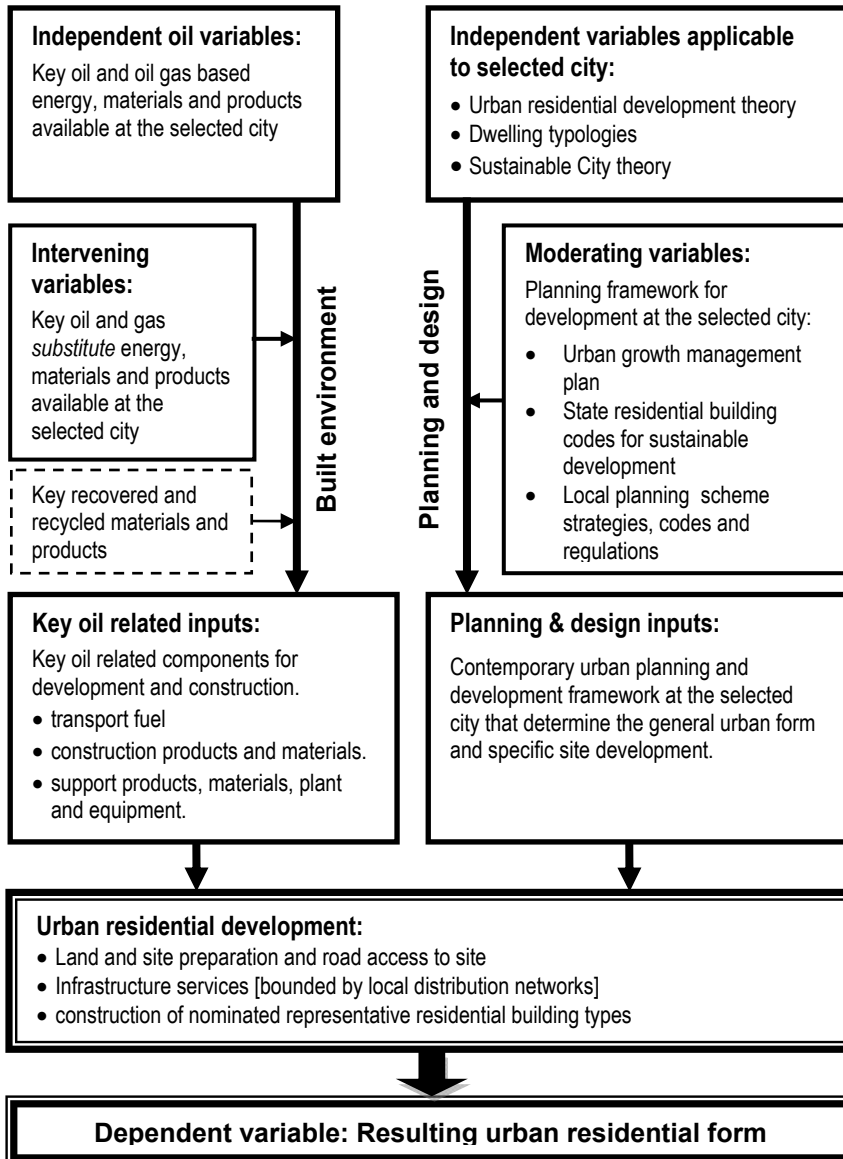 Independent oil variables:
Key oil and oil gas based
energy, materials and products
available at the selected city
Independent variables applicable
to selected city:
• Urban residential development theory
• Dwelling typologies
• Sustainable City theory
Intervening
variables:
Key oil and gas
substitute energy,
materials and products
available at the
selected city
Key recovered and
recycled materials and
products
Built environment
Planning and design
Moderating variables:
Planning framework for
development at the selected city:
• Urban growth management
plan
• State residential building
codes for sustainable
development
• Local planning scheme
strategies, codes and
regulations
Key oil related inputs:
Key oil related components for
development and construction.
• transport fuel
• construction products and materials.
• support products, materials, plant
and equipment.
Planning & design inputs:
Contemporary urban planning and
development framework at the selected
city that determine the general urban form
and specific site development.
Urban residential development:
• Land and site preparation and road access to site
• Infrastructure services [bounded by local distribution networks]
• construction of nominated representative residential building types
Dependent variable: Resulting urban residential form